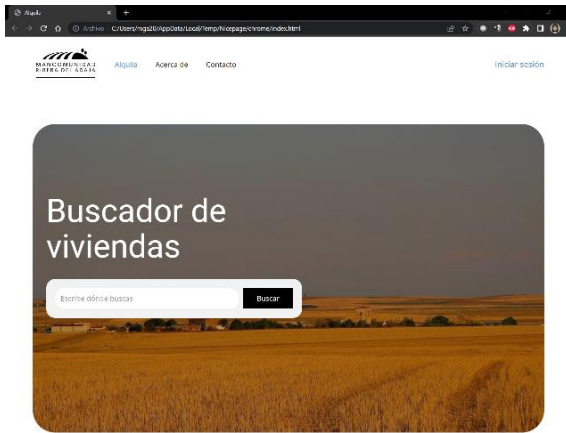 Alquila
Archivo C:/Users/mga20/AppData/Local/Temp/Nicepage/chrome/index.html
MANCOMUNIDAD
RIBERA DEL ADAJA
Alquila Acerca de Contacto
Iniciar sesión
Buscador de
viviendas
Escribe dónde buscas
Buscar